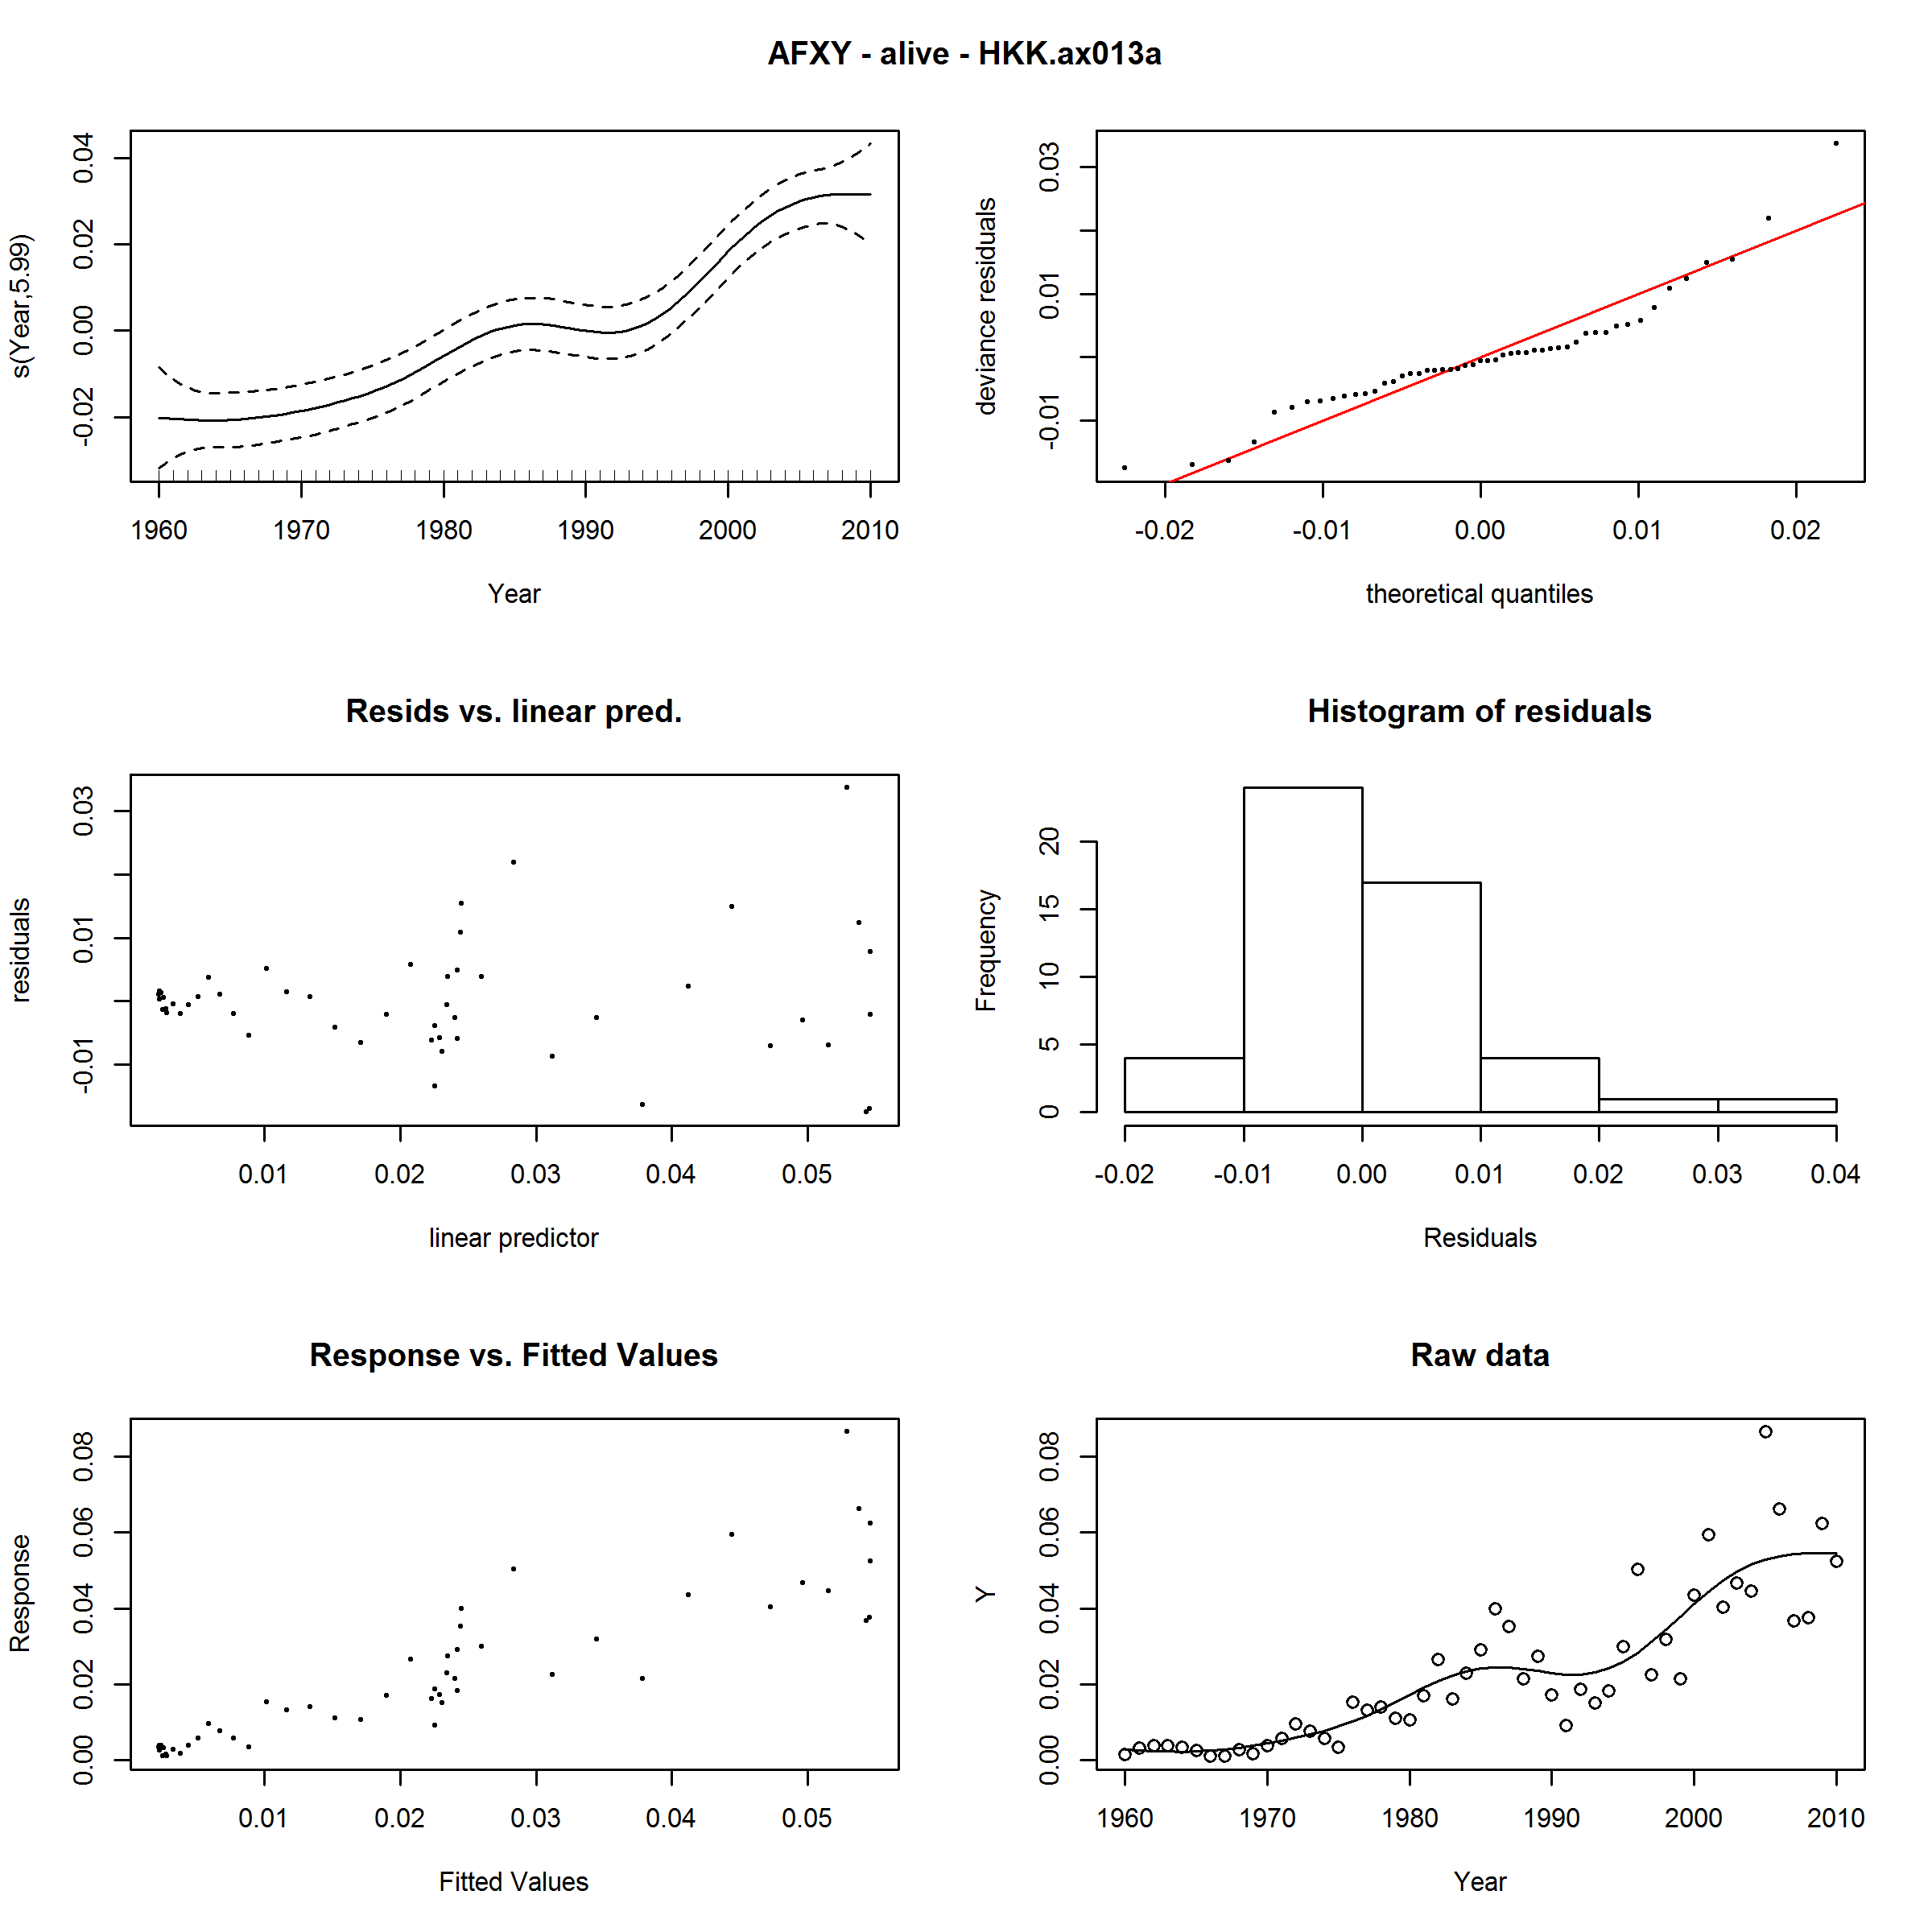 AFXY - alive - HKK.ax013a
s(Year,5.99)
-0.02 0.00 0.02 0.04
1960 1970 1980 1990 2000 2010
Year
deviance residuals
-0.01 0.01 0.03
-0.02 -0.01 0.00 0.01 0.02
theoretical quantiles
Resids vs. linear pred.
residuals
-0.01 0.01 0.03
0.01 0.02 0.03 0.04 0.05
linear predictor
Histogram of residuals
Frequency
0 5 10 15 20
-0.02 -0.01 0.00 0.01 0.02 0.03 0.04
Residuals
Response vs. Fitted Values
Response
0.00 0.02 0.04 0.06 0.08
0.01 0.02 0.03 0.04 0.05
Fitted Values
Raw data
Y
0.00 0.02 0.04 0.06 0.08
1960 1970 1980 1990 2000 2010
Year